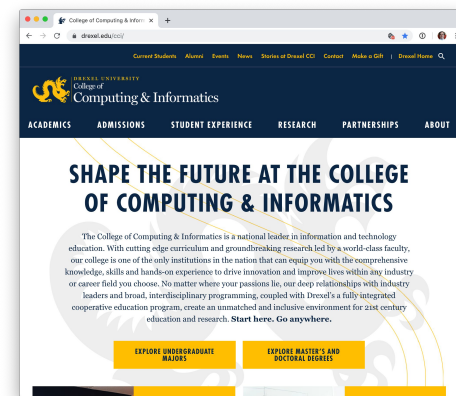 College of Computing & Inform
drexel.edu/cci/
Current Students Alumni Events News Stories at Drexel CCI Contact Make a Gift | Drexel Home
DREXEL UNIVERSITY
College of
Computing & Informatics
ACADEMICS ADMISSIONS STUDENT EXPERIENCE RESEARCH PARTNERSHIPS ABOUT
SHAPE THE FUTURE AT THE COLLEGE
OF COMPUTING & INFORMATICS
The College of Computing & Informatics is a national leader in information and technology
education. With cutting edge curriculum and groundbreaking research led by a world-class faculty,
our college is one of the only institutions in the nation that can equip you with the comprehensive
knowledge, skills and hands-on experience to drive innovation and improve lives within any industry
or career field you choose. No matter where your passions lie, our deep relationships with industry
leaders and broad, interdisciplinary programming, coupled with Drexel's a fully integrated
cooperative education program, create an unmatched and inclusive environment for 21st century
education and research. Start here. Go anywhere.
EXPLORE UNDERGRADUATE
MAJORS
EXPLORE MASTER'S AND
DOCTORAL DEGREES